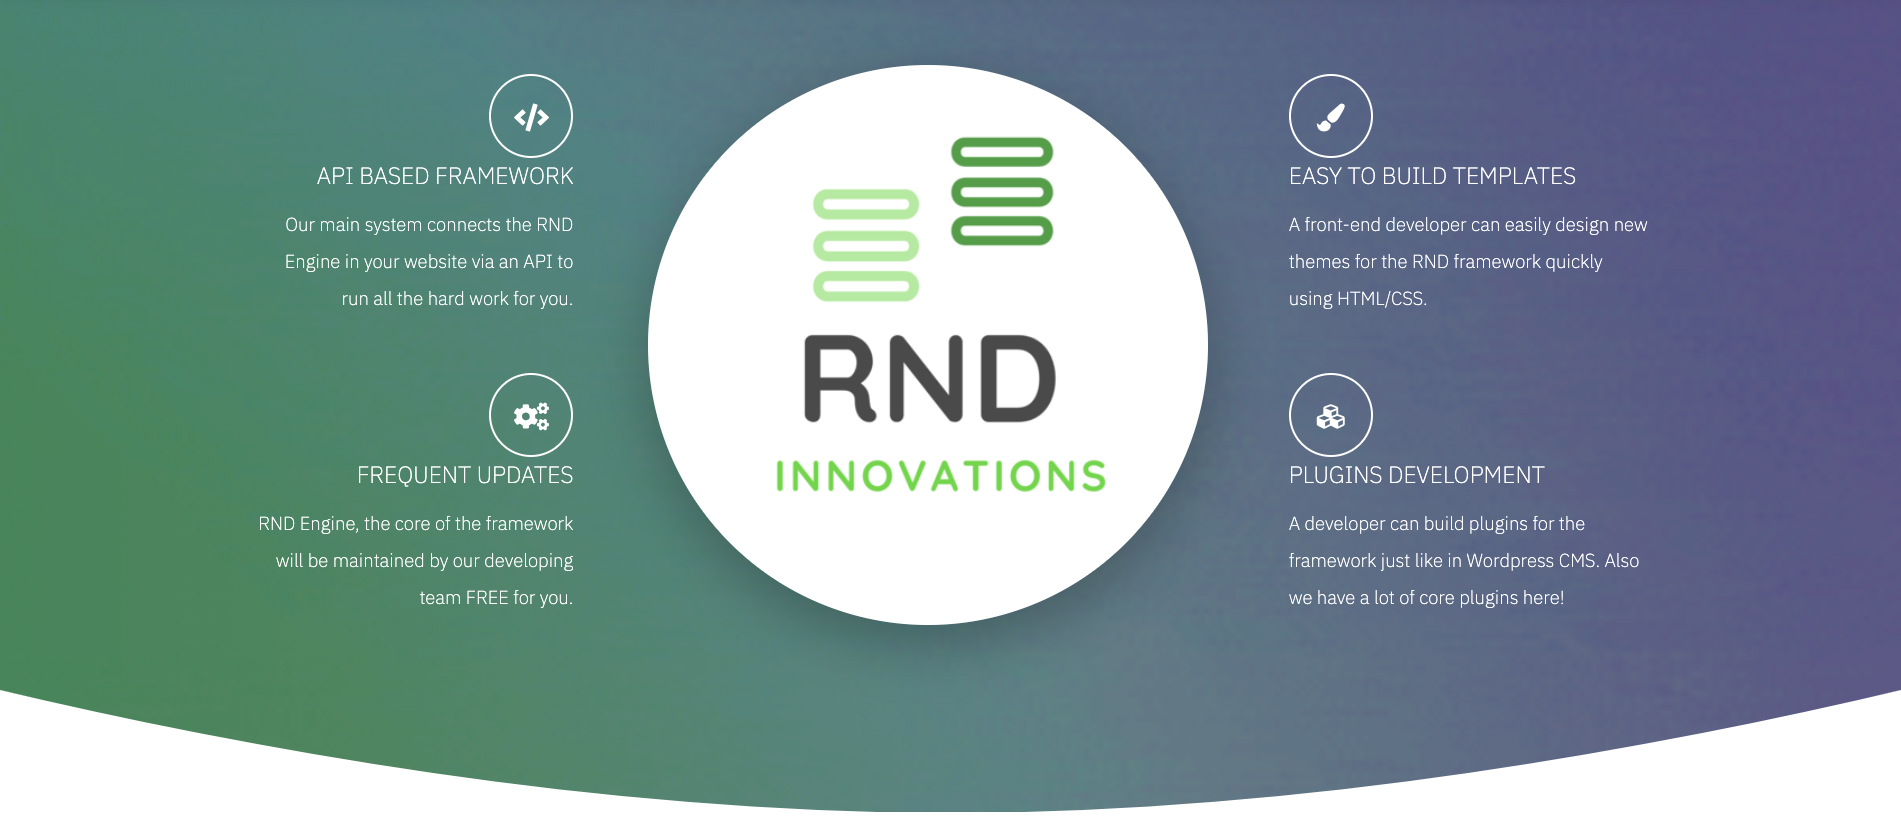 API BASED FRAMEWORK
Our main system connects the RND
Engine in your website via an API to
run all the hard work for you.
FREQUENT UPDATES
RND Engine, the core of the framework
will be maintained by our developing
team FREE for you.
RND
INNOVATIONS
EASY TO BUILD TEMPLATES
A front-end developer can easily design new
themes for the RND framework quickly
using HTML/CSS.
PLUGINS DEVELOPMENT
A developer can build plugins for the
framework just like in Wordpress CMS. Also
we have a lot of core plugins here!